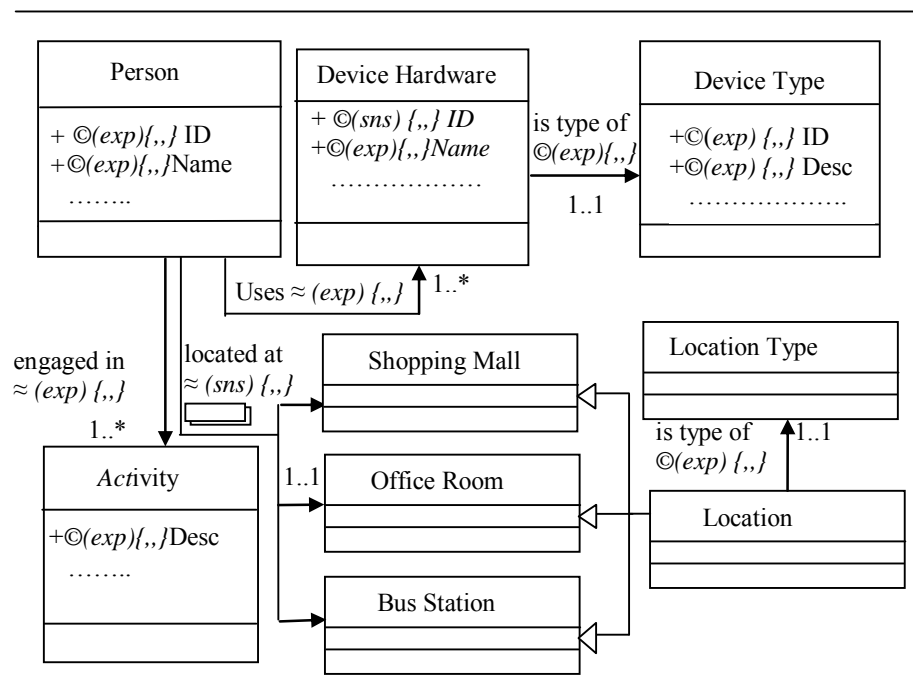 Person
+ ©(exp){,,} ID
+©(exp){,,}Name
……..
Device Hardware
+ ©(sns) {,,} ID
+©(exp){,,}Name
………………
is type of
©(exp){,,}
1..1
Device Type
+©(exp) {,,} ID
+©(exp) {,,} Desc
……………….
Uses ≈ (exp) {,,}
1..*
engaged in
≈ (exp) {,,}
1..*
located at
≈ (sns) {,,}
1..1
Activity
+©(exp){,,}Desc
……..
Shopping Mall
Office Room
Bus Station
Location Type
is type of
©(exp) {,,}
1..1
Location